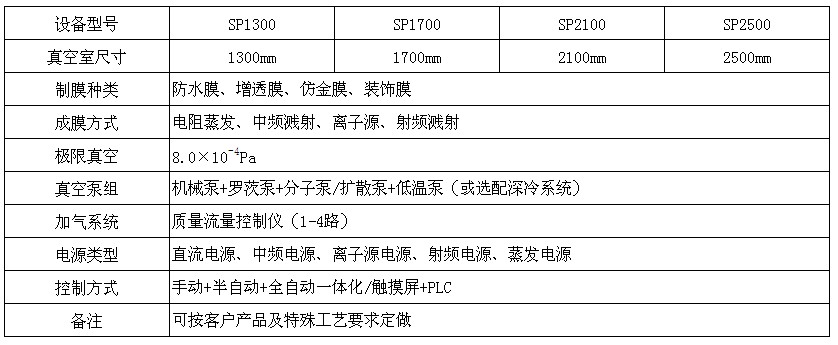 设备型号 SP1300 SP1700 SP2100 SP2500
真空室尺寸 1300mm 1700mm 2100mm 2500mm
制膜种类 防水膜、增透膜、仿金膜、装饰膜
成膜方式 电阻蒸发、中频溅射、离子源、射频溅射
极限真空 8.0×10⁻⁴Pa
真空泵组 机械泵+罗茨泵+分子泵/扩散泵+低温泵（或选配深冷系统）
加气系统 质量流量控制仪（1-4路）
电源类型 直流电源、中频电源、离子源电源、射频电源、蒸发电源
控制方式 手动+半自动+全自动一体化/触摸屏+PLC
备注 可按客户产品及特殊工艺要求定做